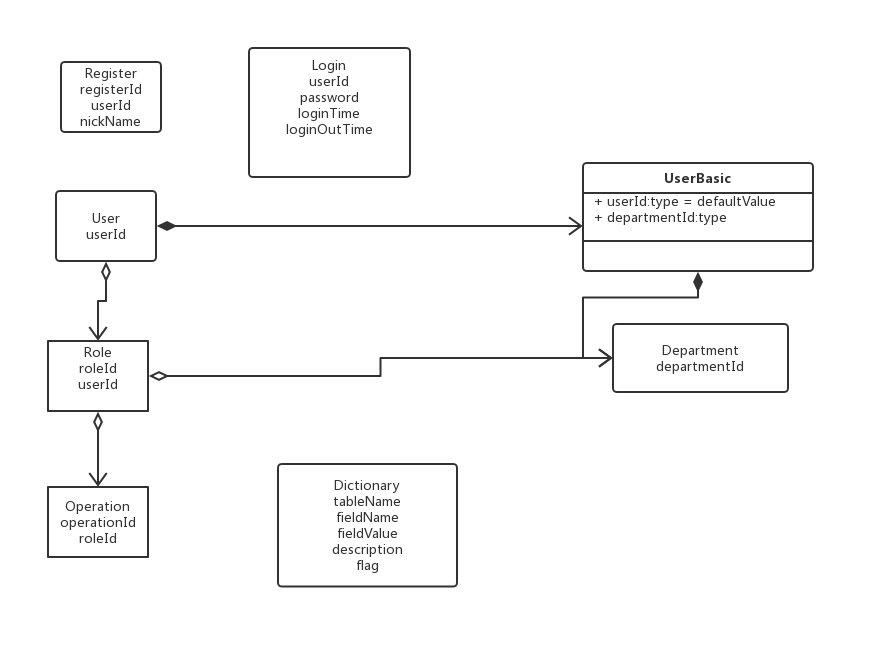 Register
registerId
userId
nickName
Login
userId
password
loginTime
loginOutTime
User
userId
UserBasic
+ userId:type = defaultValue
+ departmentId:type
Role
roleId
userId
Department
departmentId
Operation
operationId
roleId
Dictionary
tableName
fieldName
fieldValue
description
flag